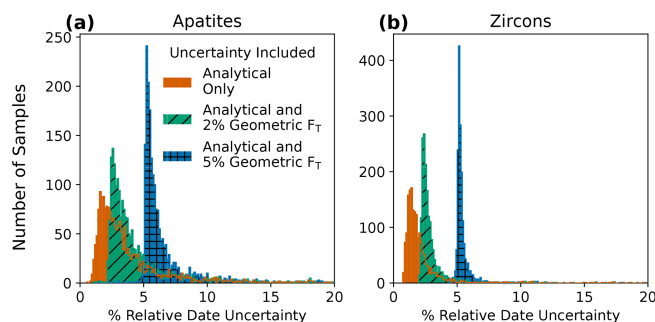 (a) Apatites
(b) Zircons
Number of Samples
250
200
150
100
50
0
Uncertainty Included
Analytical
Only
Analytical and
2% Geometric F_T
Analytical and
5% Geometric F_T
0 5 10 15 20
% Relative Date Uncertainty
400
300
200
100
0
0 5 10 15 20
% Relative Date Uncertainty